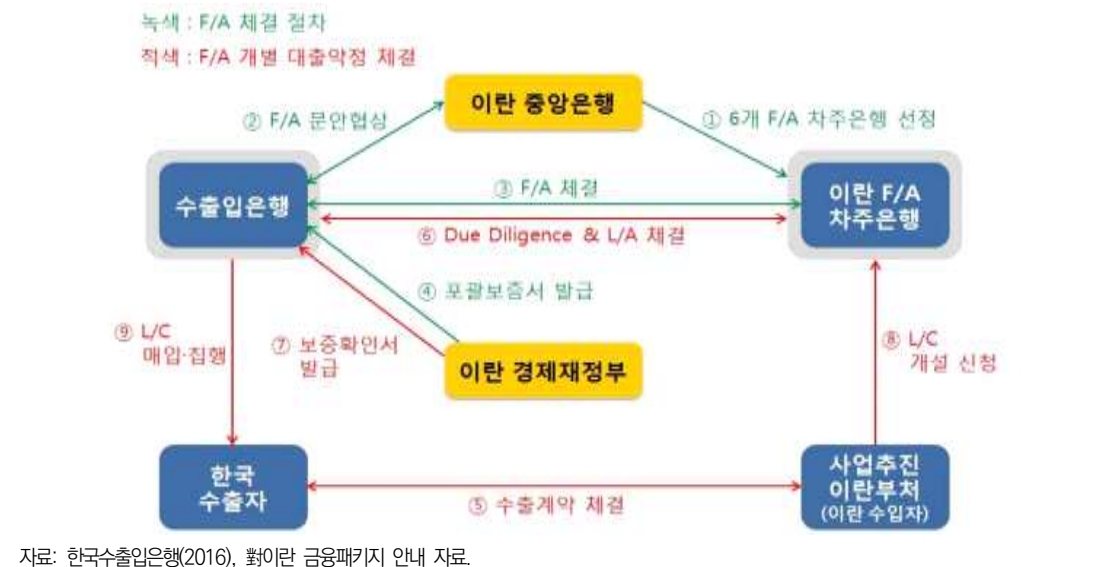 녹색 : F/A 체결 절차
적색 : F/A 개별 대출약정 체결
이란 중앙은행
② F/A 문안협상
① 6개 F/A 차주은행 선정
수출입은행
③ F/A 체결
이란 F/A
차주은행
⑥ Due Diligence & L/A 체결
④ 포괄보증서 발급
⑨ L/C
매입·집행
⑦ 보증확인서
발급
이란 경제재정부
⑧ L/C
개설 신청
한국
수출자
⑤ 수출계약 체결
사업추진
이란부처
(이란 수입자)
자료: 한국수출입은행(2016), 對이란 금융패키지 안내 자료.